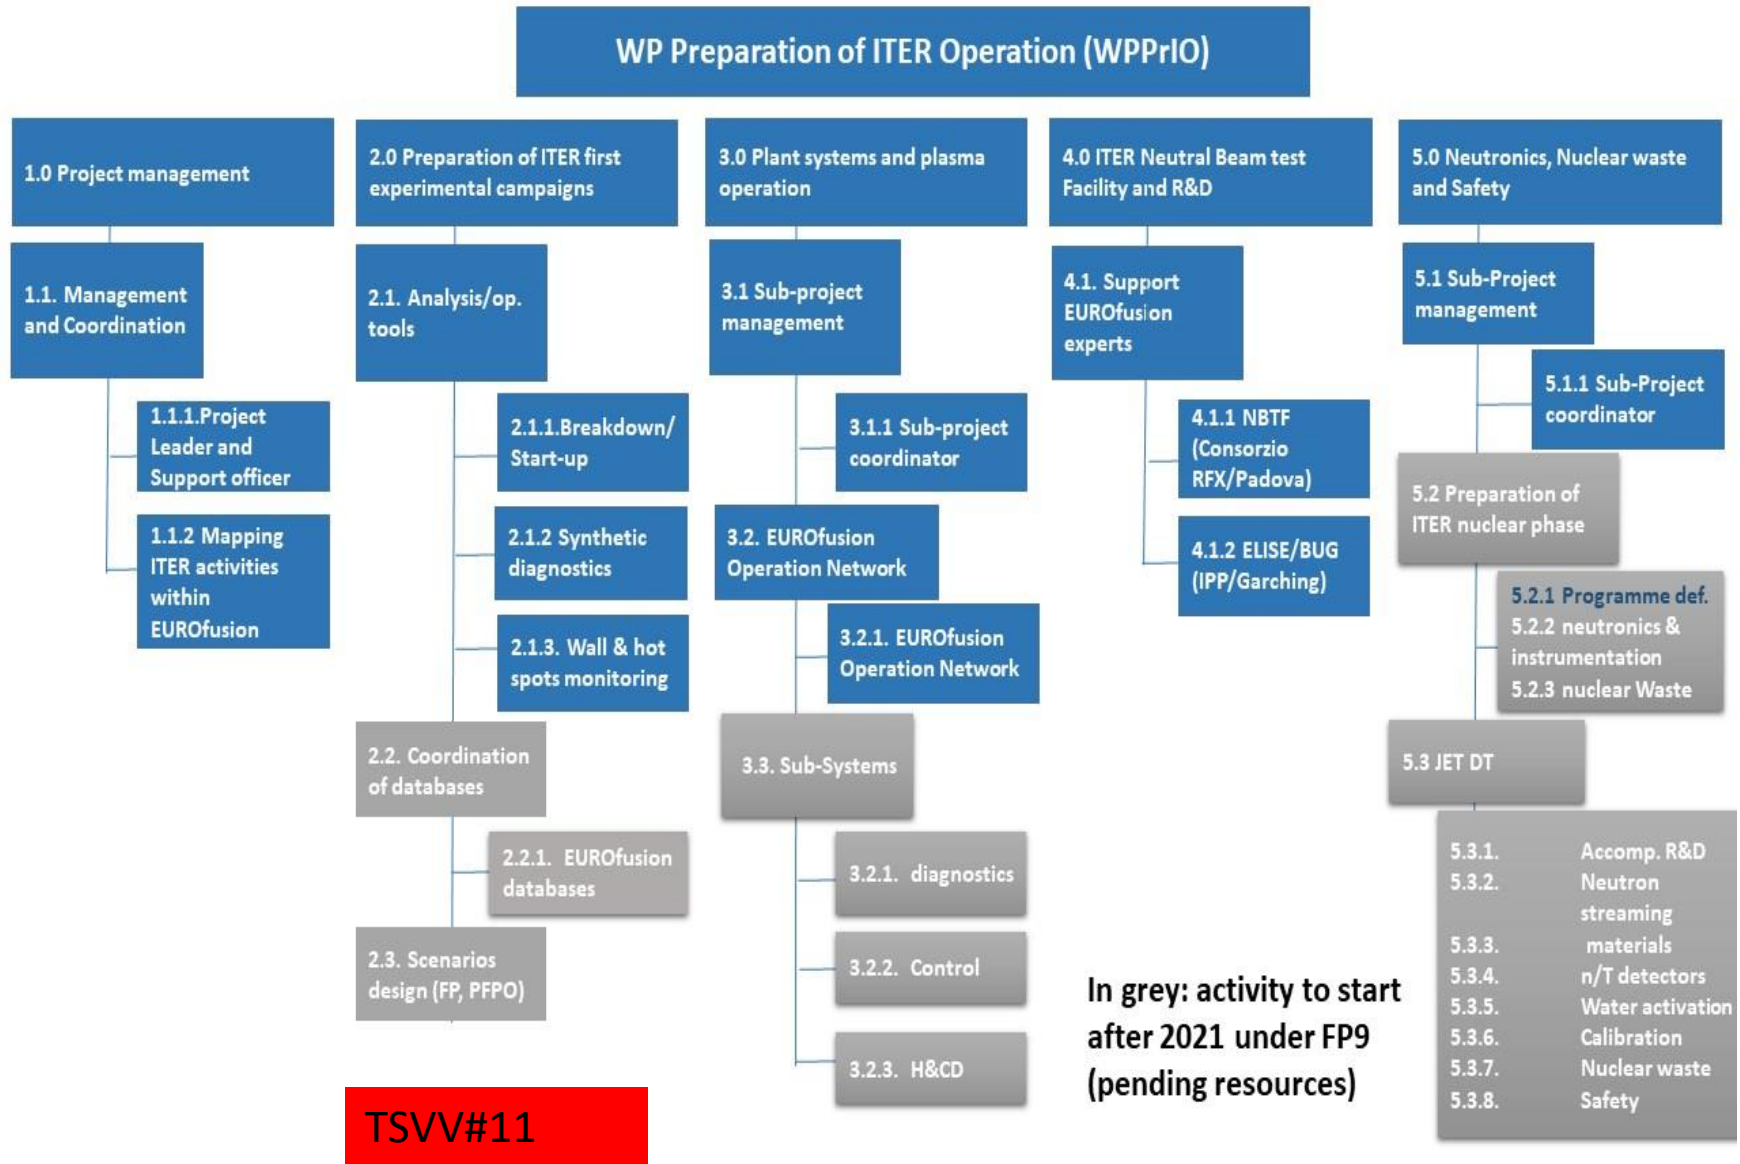 WP Preparation of ITER Operation (WPPrIO)
1.0 Project management
1.1. Management
and Coordination
1.1.1.Project
Leader and
Support officer
1.1.2 Mapping
ITER activities
within
EUROfusion
2.0 Preparation of ITER first
experimental campaigns
2.1. Analysis/op.
tools
2.1.1.Breakdown/
Start-up
2.1.2 Synthetic
diagnostics
2.1.3. Wall & hot
spots monitoring
2.2. Coordination
of databases
2.2.1. EUROfusion
databases
2.3. Scenarios
design (FP, PFPO)
TSVV#11
3.0 Plant systems and plasma
operation
3.1 Sub-project
management
3.1.1 Sub-project
coordinator
3.2. EUROfusion
Operation Network
3.2.1. EUROfusion
Operation Network
3.3. Sub-Systems
3.2.1. diagnostics
3.2.2. Control
3.2.3. H&CD
4.0 ITER Neutral Beam test
Facility and R&D
4.1. Support
EUROfusion
experts
4.1.1 NBTF
(Consorzio
RFX/Padova)
4.1.2 ELISE/BUG
(IPP/Garching)
In grey: activity to start
after 2021 under FP9
(pending resources)
5.0 Neutronics, Nuclear waste
and Safety
5.1 Sub-Project
management
5.1.1 Sub-Project
coordinator
5.2 Preparation of
ITER nuclear phase
5.2.1 Programme def.
5.2.2 neutronics &
instrumentation
5.2.3 nuclear Waste
5.3 JET DT
5.3.1. Accomp. R&D
5.3.2. Neutron
streaming
5.3.3. materials
5.3.4. n/T detectors
5.3.5. Water activation
5.3.6. Calibration
5.3.7. Nuclear waste
5.3.8. Safety